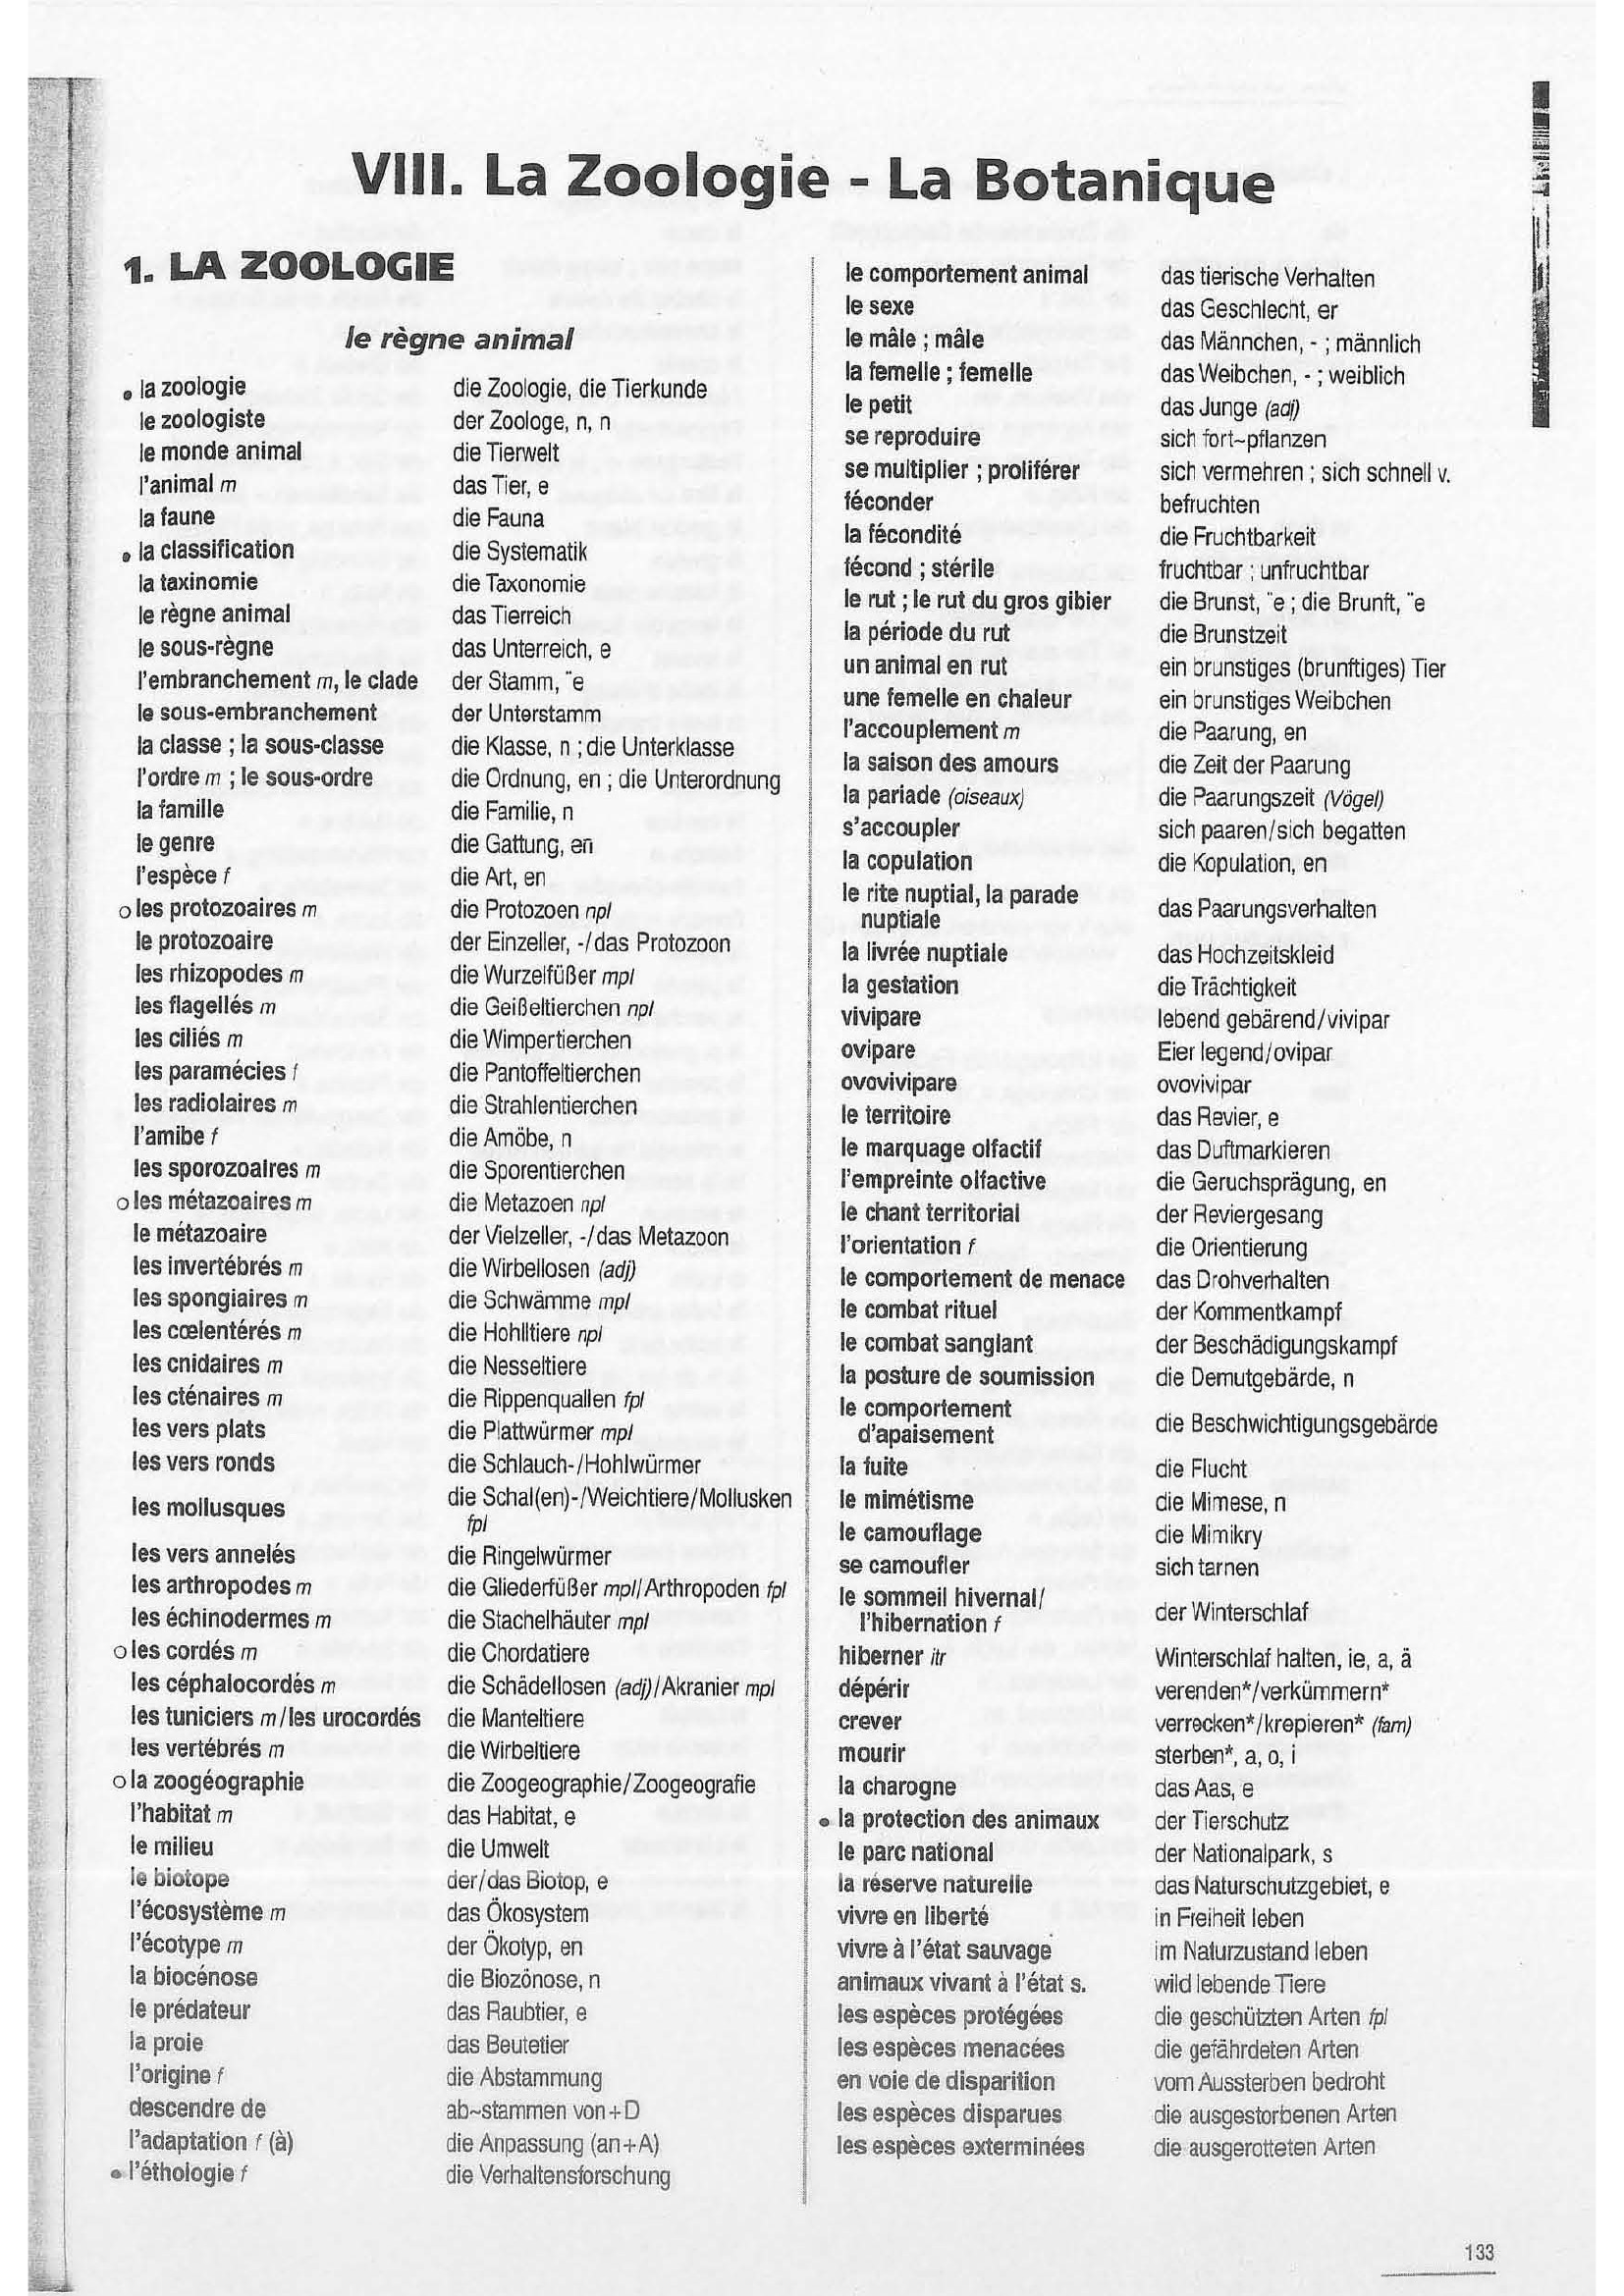 VIII. La Zoologie - La Botanique
1. LA ZOOLOGIE
le règne animal
• la zoologie die Zoologie, die Tierkunde
le zoologiste der Zoologe, n, n
le monde animal die Tierwelt
l'animal m das Tier, e
la faune die Fauna
• la classification die Systematik
la taxinomie die Taxonomie
le règne animal das Tierreich
le sous-règne das Unterreich, e
l'embranchement m, le clade der Stamm, ¨e
le sous-embranchement der Unterstamm
la classe ; la sous-classe die Klasse, n ; die Unterklasse
l'ordre m ; le sous-ordre die Ordnung, en ; die Unterordnung
la famille die Familie, n
le genre die Gattung, en
l'espèce f die Art, en
o les protozoaires m die Protozoen npl
le protozoaire der Einzeller, -/das Protozoon
les rhizopodes m die Wurzelfüßer mpl
les flagellés m die Geißeltierchen npl
les ciliés m die Wimpertierchen
les paramécies f die Pantoffeltierchen
les radiolaires m die Strahlentierchen
l'amibe f die Amöbe, n
les sporozoaires m die Sporentierchen
o les métazoaires m die Metazoen npl
le métazoaire der Vielzeller, -/das Metazoon
les invertébrés m die Wirbellosen (adj)
les spongiaires m die Schwämme mpl
les cœlentérés m die Hohlltiere npl
les cnidaires m die Nesseltiere
les cténaires m die Rippenquallen fpl
les vers plats die Plattwürmer mpl
les vers ronds die Schlauch-/Hohlwürmer
les mollusques die Schal(en)-/Weichtiere/Mollusken
fpl
les vers annelés die Ringelwürmer
les arthropodes m die Gliederfüßer mpl/Arthropoden fpl
les échinodermes m die Stachelhäuter mpl
o les cordés m die Chordatiere
les céphalocordés m die Schädellosen (adj)/Akranier mpl
les tuniciers m/les urocordés die Manteltiere
les vertébrés m die Wirbeltiere
o la zoogéographie die Zoogeographie/Zoogeografie
l'habitat m das Habitat, e
le milieu die Umwelt
le biotope der/das Biotop, e
l'écosystème m das Ökosystem
l'écotype m der Ökotyp, en
la biocénose die Biozönose, n
le prédateur das Raubtier, e
la proie das Beutetier
l'origine f die Abstammung
descendre de ab~stammen von+D
l'adaptation f (à) die Anpassung (an+A)
• l'éthologie f die Verhaltensforschung
le comportement animal das tierische Verhalten
le sexe das Geschlecht, er
le mâle ; mâle das Männchen, - ; männlich
la femelle ; femelle das Weibchen, - ; weiblich
le petit das Junge (adj)
se reproduire sich fort~pflanzen
se multiplier ; proliférer sich vermehren ; sich schnell v.
féconder befruchten
la fécondité die Fruchtbarkeit
fécond ; stérile fruchtbar ; unfruchtbar
le rut ; le rut du gros gibier die Brunst, ¨e ; die Brunft, ¨e
la période du rut die Brunstzeit
un animal en rut ein brunstiges (brunftiges) Tier
une femelle en chaleur ein brunstiges Weibchen
l'accouplement m die Paarung, en
la saison des amours die Zeit der Paarung
la pariade (oiseaux) die Paarungszeit (Vögel)
s'accoupler sich paaren/sich begatten
la copulation die Kopulation, en
le rite nuptial, la parade
nuptiale das Paarungsverhalten
la livrée nuptiale das Hochzeitskleid
la gestation die Trächtigkeit
vivipare lebend gebärend/vivipar
ovipare Eier legend/ovipar
ovovivipare ovovivipar
le territoire das Revier, e
le marquage olfactif das Duftmarkieren
l'empreinte olfactive die Geruchsprägung, en
le chant territorial der Reviergesang
l'orientation f die Orientierung
le comportement de menace das Drohverhalten
le combat rituel der Kommentkampf
le combat sanglant der Beschädigungskampf
la posture de soumission die Demutgebärde, n
le comportement
d'apaisement die Beschwichtigungsgebärde
la fuite die Flucht
le mimétisme die Mimese, n
le camouflage die Mimikry
se camoufler sich tarnen
le sommeil hivernal/
l'hibernation f der Winterschlaf
hiberner itr Winterschlaf halten, ie, a, ä
dépérir verenden*/verkümmern*
crever verrecken*/krepieren* (fam)
mourir sterben*, a, o, i
la charogne das Aas, e
• la protection des animaux der Tierschutz
le parc national der Nationalpark, s
la réserve naturelle das Naturschutzgebiet, e
vivre en liberté in Freiheit leben
vivre à l'état sauvage im Naturzustand leben
animaux vivant à l'état s. wild lebende Tiere
les espèces protégées die geschützten Arten fpl
les espèces menacées die gefährdeten Arten
en voie de disparition vom Aussterben bedroht
les espèces disparues die ausgestorbenen Arten
les espèces exterminées die ausgerotteten Arten
133